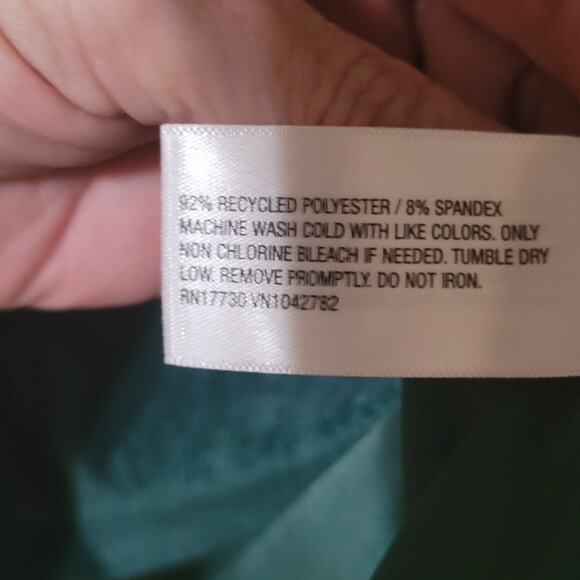 92% RECYCLED POLYESTER / 8% SPANDEX
MACHINE WASH COLD WITH LIKE COLORS. ONLY
NON CHLORINE BLEACH IF NEEDED. TUMBLE DRY
LOW. REMOVE PROMPTLY. DO NOT IRON.
RN17730 VN1042782